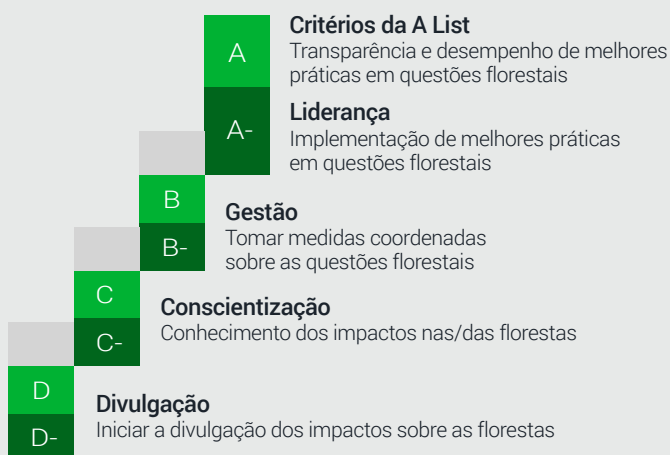 A
Critérios da A List
Transparência e desempenho de melhores
práticas em questões florestais
A-
Liderança
Implementação de melhores práticas
em questões florestais
B
B-
Gestão
Tomar medidas coordenadas
sobre as questões florestais
C
C-
Conscientização
Conhecimento dos impactos nas/das florestas
D
D-
Divulgação
Iniciar a divulgação dos impactos sobre as florestas